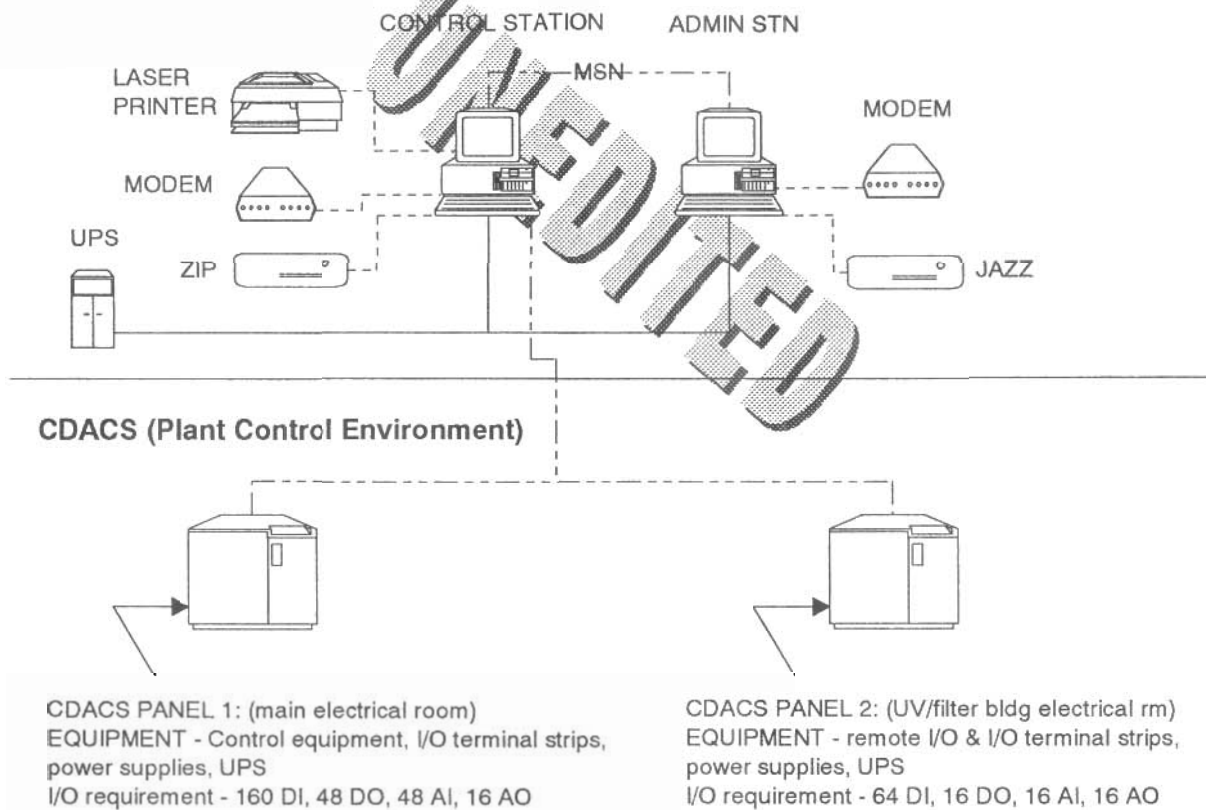 CONTROL STATION
ADMIN STN
MSN
LASER
PRINTER
MODEM
MODEM
UPS
ZIP
JAZZ
UNEDITED
CDACS (Plant Control Environment)
CDACS PANEL 1: (main electrical room)
EQUIPMENT - Control equipment, I/O terminal strips,
power supplies, UPS
I/O requirement - 160 DI, 48 DO, 48 AI, 16 AO
CDACS PANEL 2: (UV/filter bldg electrical rm)
EQUIPMENT - remote I/O & I/O terminal strips,
power supplies, UPS
I/O requirement - 64 DI, 16 DO, 16 AI, 16 AO